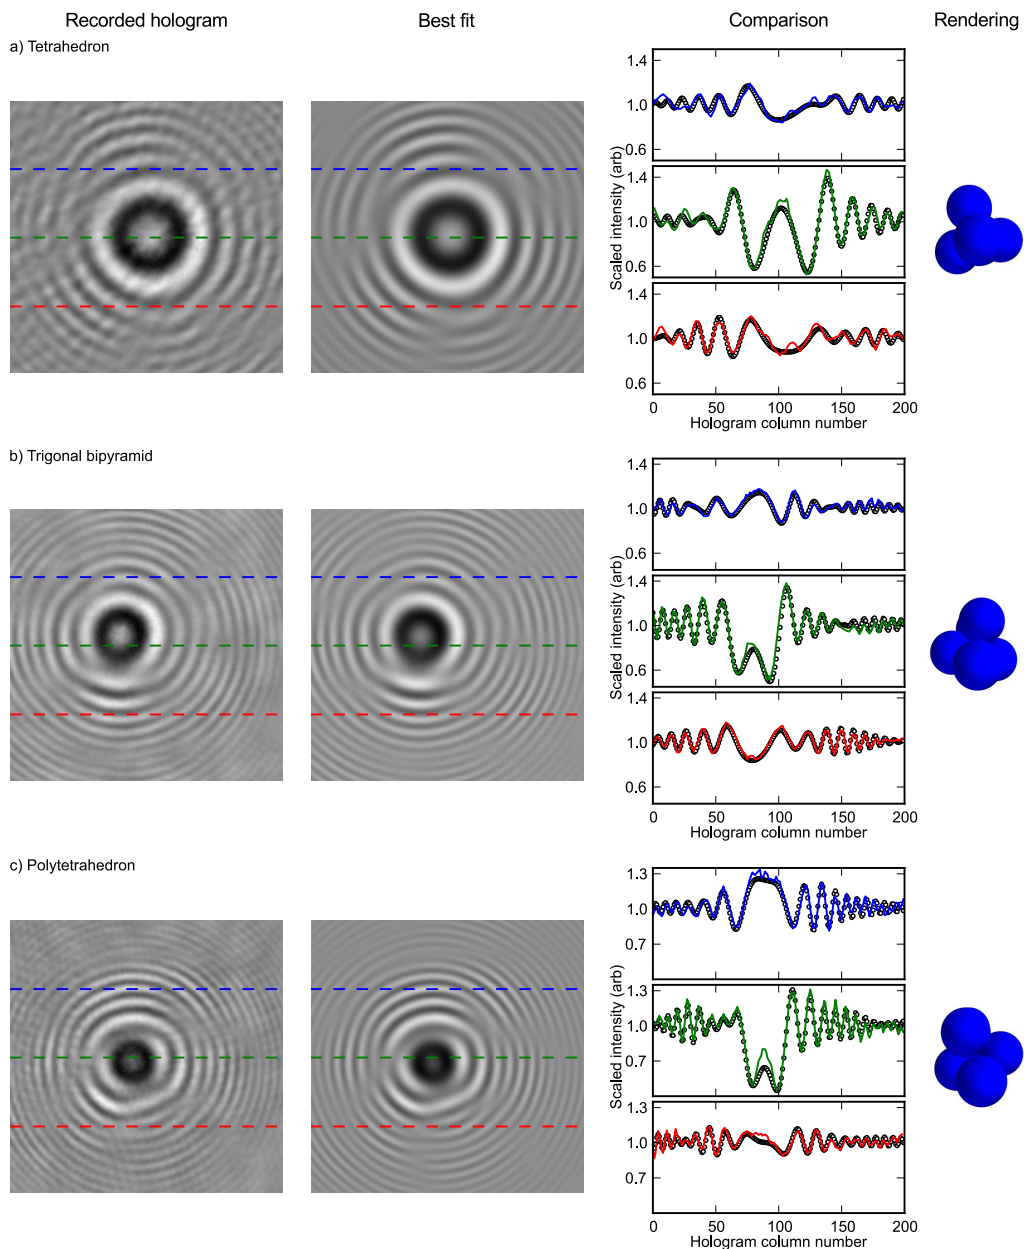 Recorded hologram Best fit Comparison Rendering
a) Tetrahedron
1.4
1.0
0.6
1.4
1.0
0.6
1.4
1.0
0.6
Scaled intensity (arb)
0 50 100 150 200
Hologram column number
b) Trigonal bipyramid
1.4
1.0
0.6
1.4
1.0
0.6
1.4
1.0
0.6
Scaled intensity (arb)
0 50 100 150 200
Hologram column number
c) Polytetrahedron
1.3
1.0
0.7
1.3
1.0
0.7
1.3
1.0
0.7
Scaled intensity (arb)
0 50 100 150 200
Hologram column number